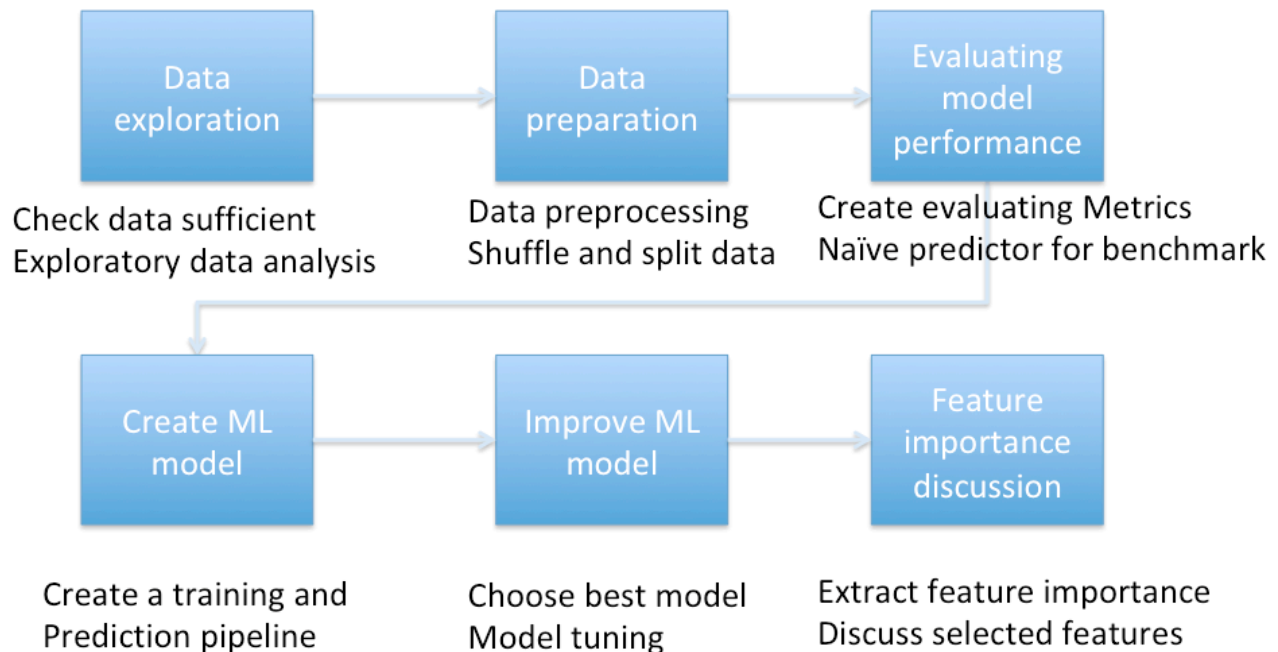 Data
exploration
Data
preparation
Evaluating
model
performance
Check data sufficient
Exploratory data analysis
Data preprocessing
Shuffle and split data
Create evaluating Metrics
Naïve predictor for benchmark
Create ML
model
Improve ML
model
Feature
importance
discussion
Create a training and
Prediction pipeline
Choose best model
Model tuning
Extract feature importance
Discuss selected features